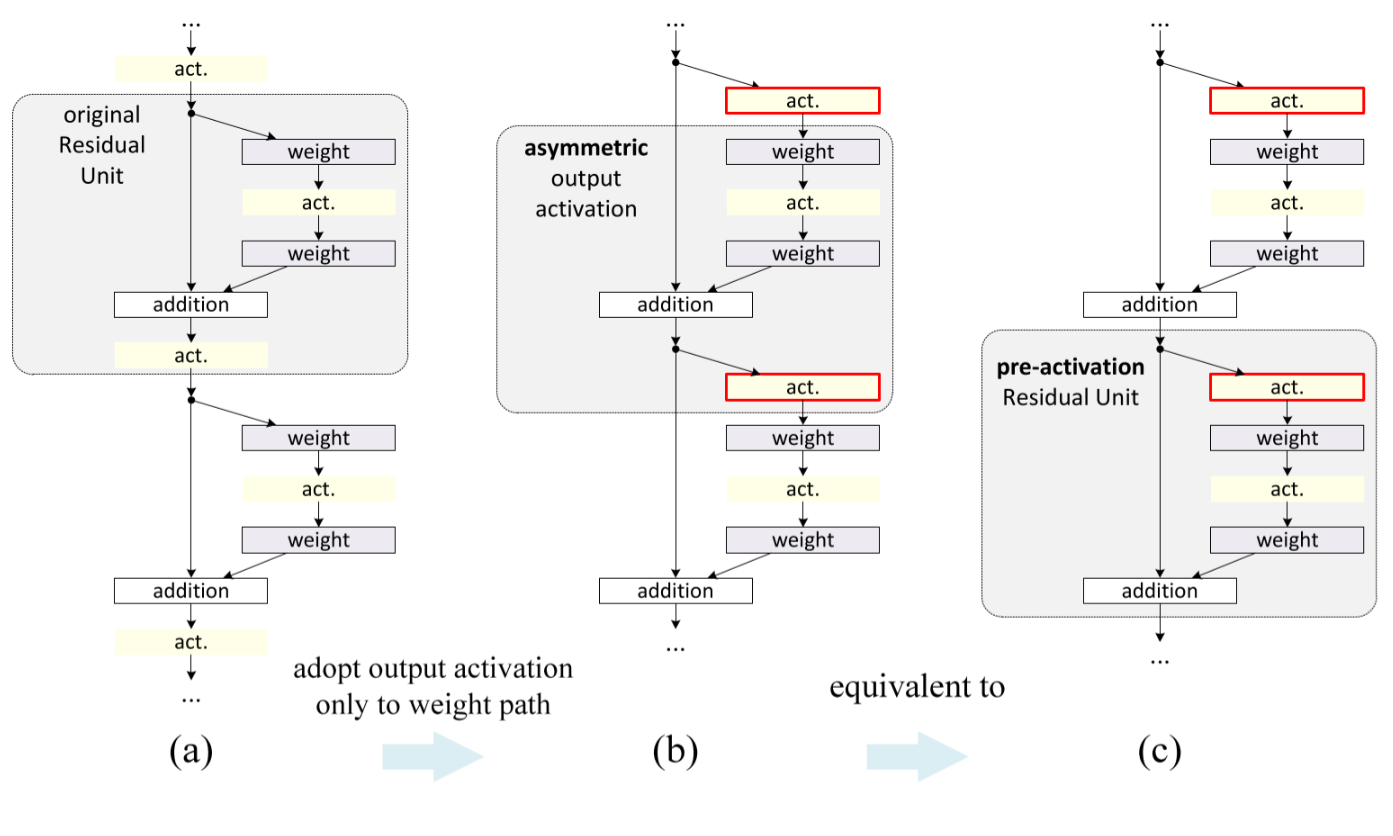 ...
act.
original
Residual
Unit
weight
act.
weight
addition
act.
weight
act.
weight
addition
act.
...
(a)
adopt output activation
only to weight path
...
act.
asymmetric
output
activation
weight
act.
weight
addition
act.
weight
act.
weight
addition
...
(b)
equivalent to
...
act.
weight
act.
weight
addition
pre-activation
Residual Unit
act.
weight
act.
weight
addition
...
(c)